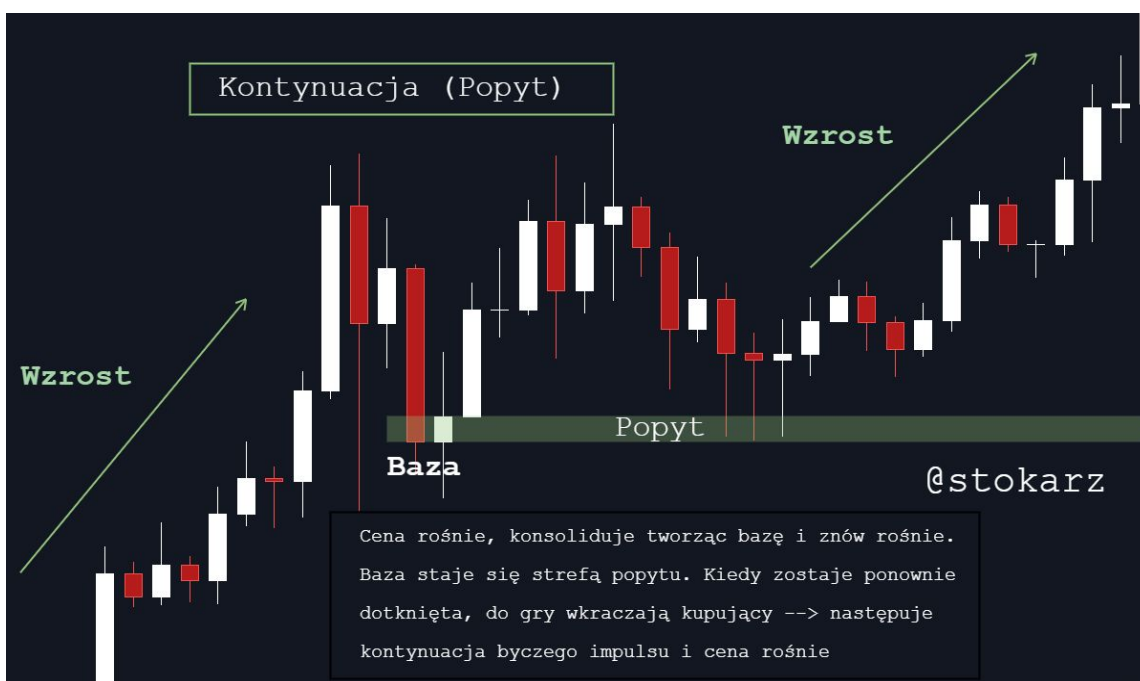 Kontynuacja (Popyt)
Wzrost
Wzrost
Popyt
Baza
@stokarz
Cena rośnie, konsoliduje tworząc bazę i znów rośnie.
Baza staje się strefą popytu. Kiedy zostaje ponownie
dotknięta, do gry wkraczają kupujący --> następuje
kontynuacja byczego impulsu i cena rośnie